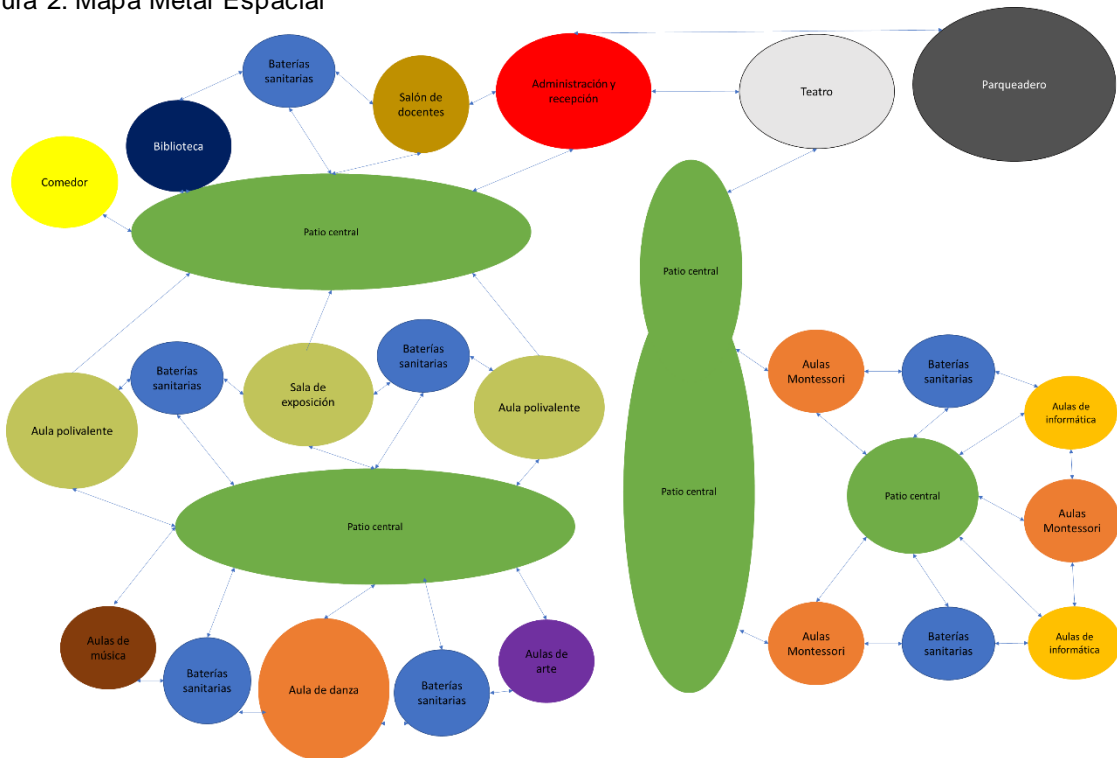 ura 2. Mapa Metal Espacial
Baterías
sanitarias
Salón de
docentes
Administración y
recepción
Teatro
Parqueadero
Biblioteca
Comedor
Patio central
Patio central
Baterías
sanitarias
Sala de
exposición
Baterías
sanitarias
Aula polivalente
Aula polivalente
Aulas
Montessori
Baterías
sanitarias
Aulas de
informática
Patio central
Patio central
Aulas
Montessori
Patio central
Aulas de
música
Baterías
sanitarias
Aula de danza
Baterías
sanitarias
Aulas de
arte
Aulas
Montessori
Baterías
sanitarias
Aulas de
informática